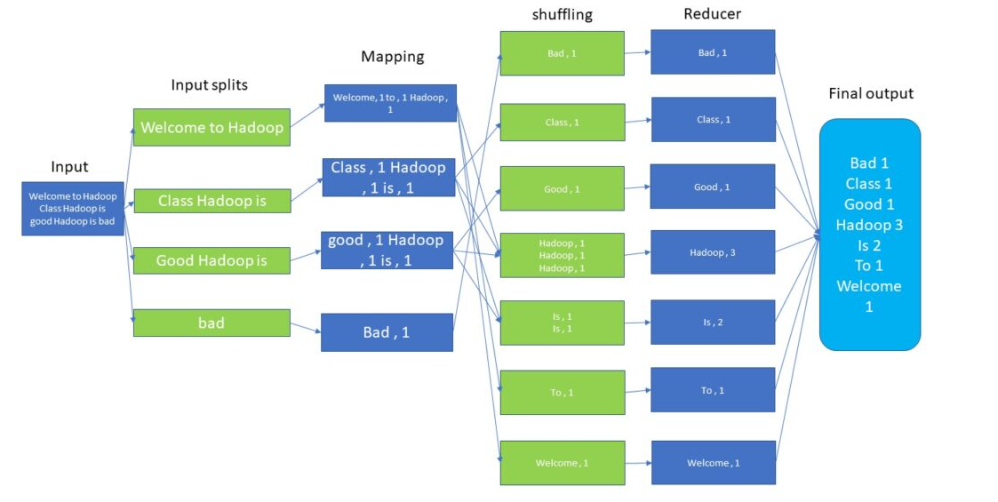 Input
Welcome to Hadoop
Class Hadoop is
good Hadoop is bad
Input splits
Welcome to Hadoop
Class Hadoop is
Good Hadoop is
bad
Mapping
Welcome, 1 to , 1 Hadoop ,
1
Class , 1 Hadoop
, 1 is , 1
good , 1 Hadoop
, 1 is , 1
Bad , 1
shuffling
Bad , 1
Class , 1
Good , 1
Hadoop , 1
Hadoop , 1
Hadoop , 1
Is , 1
Is , 1
To , 1
Welcome , 1
Reducer
Bad , 1
Class , 1
Good , 1
Hadoop , 3
Is , 2
To , 1
Welcome , 1
Final output
Bad 1
Class 1
Good 1
Hadoop 3
Is 2
To 1
Welcome
1